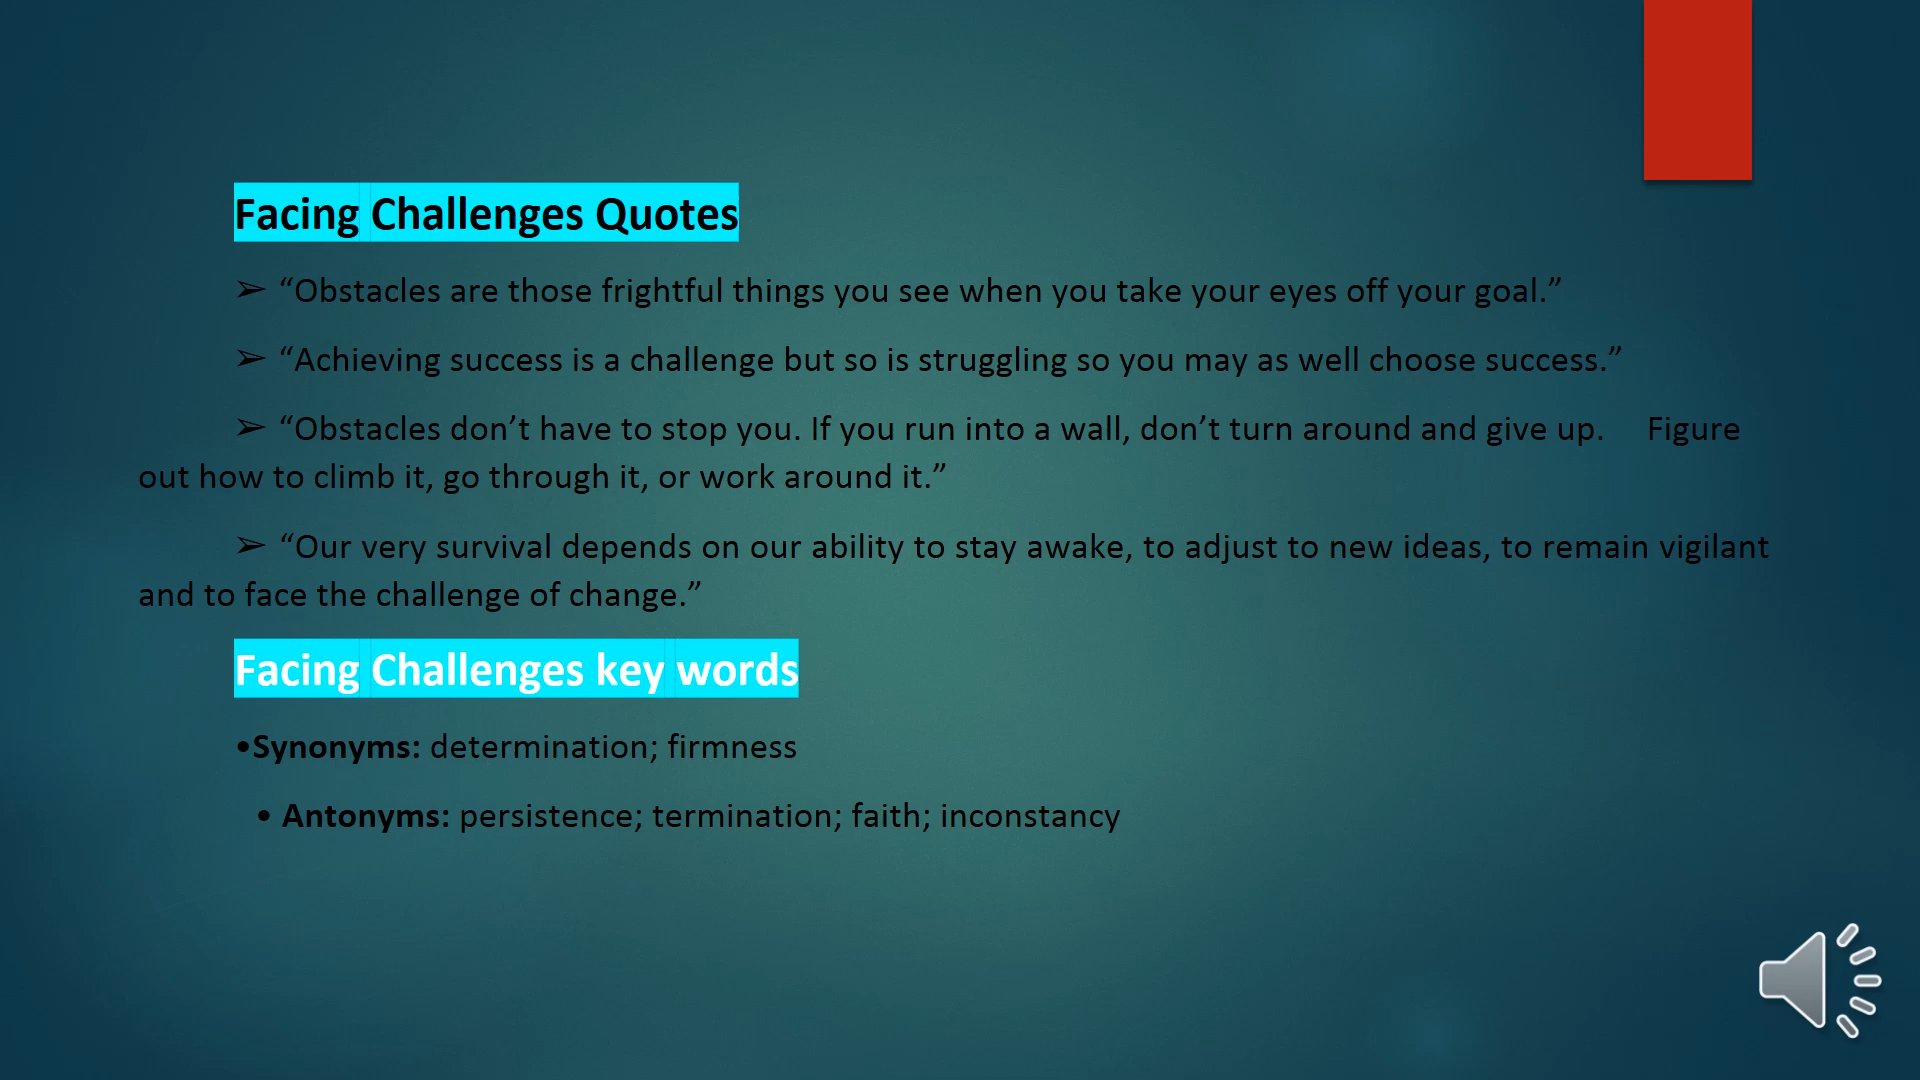 Facing Challenges Quotes
➢ “Obstacles are those frightful things you see when you take your eyes off your goal.”
➢ “Achieving success is a challenge but so is struggling so you may as well choose success.”
➢ “Obstacles don’t have to stop you. If you run into a wall, don’t turn around and give up. Figure
out how to climb it, go through it, or work around it.”
➢ “Our very survival depends on our ability to stay awake, to adjust to new ideas, to remain vigilant
and to face the challenge of change.”
Facing Challenges key words
•Synonyms: determination; firmness
• Antonyms: persistence; termination; faith; inconstancy